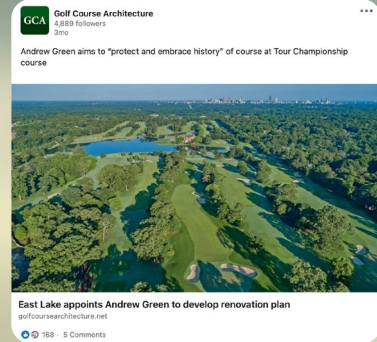 GCA
Golf Course Architecture
4,889 followers
3mo
Andrew Green aims to "protect and embrace history" of course at Tour Championship
course
East Lake appoints Andrew Green to develop renovation plan
golfcoursearchitecture.net
168 · 5 Comments